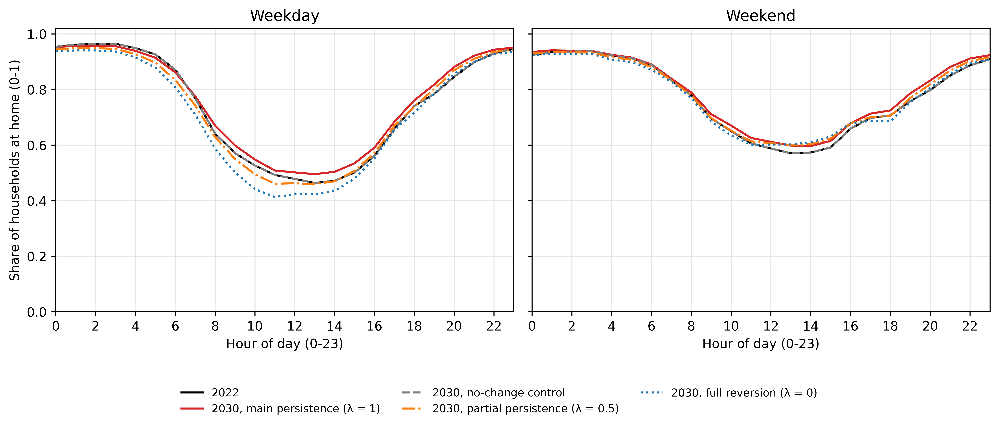 Weekday
Weekend
Share of households at home (0-1)
1.0
0.8
0.6
0.4
0.2
0.0
0 2 4 6 8 10 12 14 16 18 20 22
0 2 4 6 8 10 12 14 16 18 20 22
Hour of day (0-23)
Hour of day (0-23)
2022
2030, main persistence (λ = 1)
2030, no-change control
2030, partial persistence (λ = 0.5)
2030, full reversion (λ = 0)